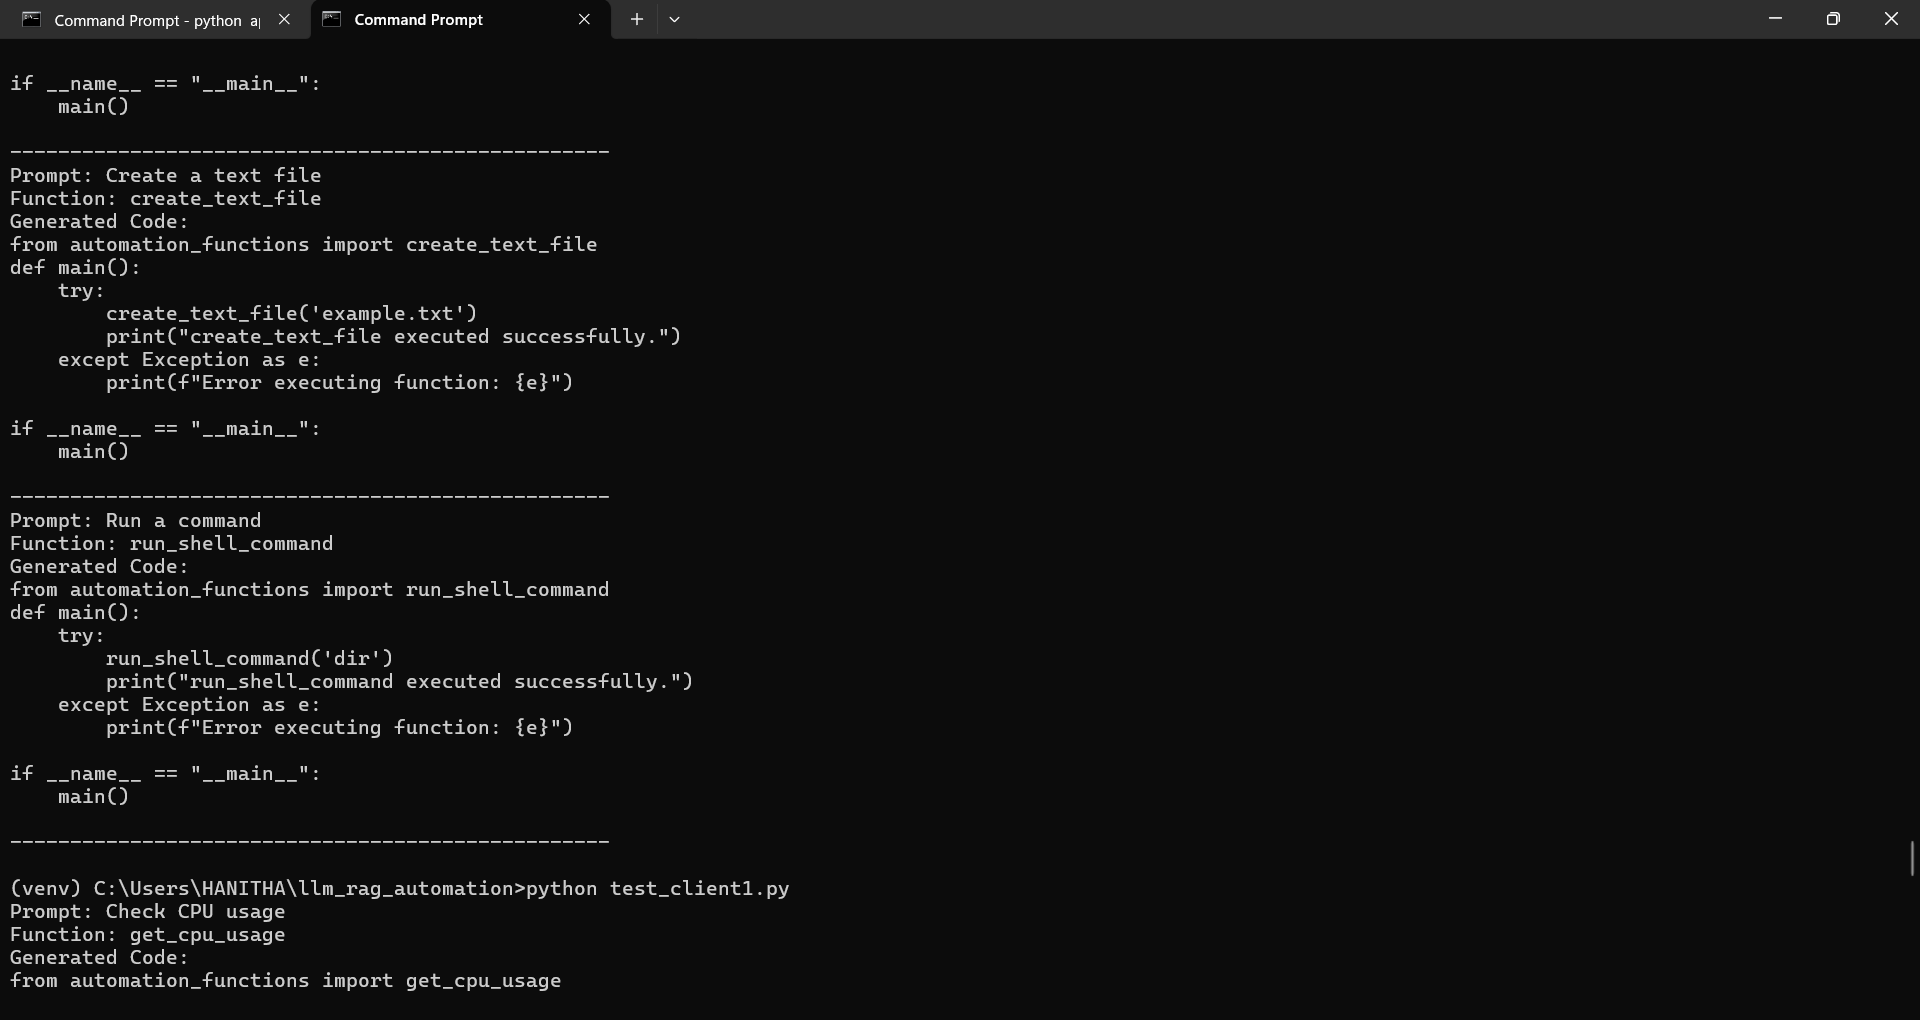 Command Prompt - python a
Command Prompt
if __name__ == "__main__":
    main()
--------------------------------------------------
Prompt: Create a text file
Function: create_text_file
Generated Code:
from automation_functions import create_text_file
def main():
    try:
        create_text_file('example.txt')
        print("create_text_file executed successfully.")
    except Exception as e:
        print(f"Error executing function: {e}")
if __name__ == "__main__":
    main()
--------------------------------------------------
Prompt: Run a command
Function: run_shell_command
Generated Code:
from automation_functions import run_shell_command
def main():
    try:
        run_shell_command('dir')
        print("run_shell_command executed successfully.")
    except Exception as e:
        print(f"Error executing function: {e}")
if __name__ == "__main__":
    main()
--------------------------------------------------
(venv) C:\Users\HANITHA\llm_rag_automation>python test_client1.py
Prompt: Check CPU usage
Function: get_cpu_usage
Generated Code:
from automation_functions import get_cpu_usage